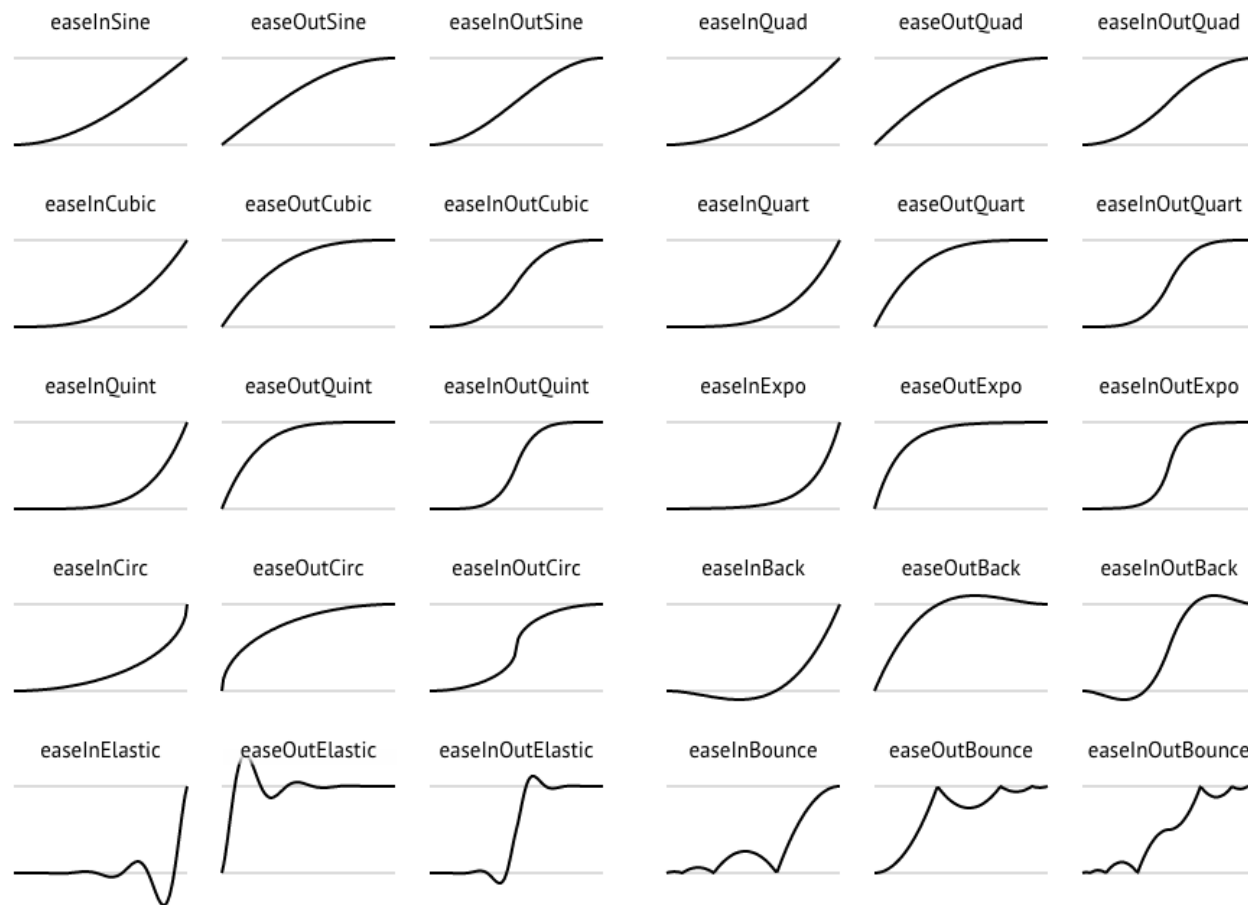 easeInSine easeOutSine easeInOutSine easeInQuad easeOutQuad easeInOutQuad
easeInCubic easeOutCubic easeInOutCubic easeInQuart easeOutQuart easeInOutQuart
easeInQuint easeOutQuint easeInOutQuint easeInExpo easeOutExpo easeInOutExpo
easeInCirc easeOutCirc easeInOutCirc easeInBack easeOutBack easeInOutBack
easeInElastic easeOutElastic easeInOutElastic easeInBounce easeOutBounce easeInOutBounce